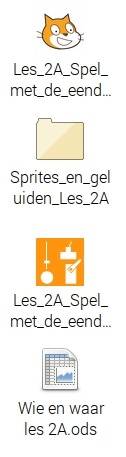 Les_2A_Spel_
met_de_eend...
Sprites_en_gel
uiden_Les_2A
Les_2A_Spel_
met_de_eend...
Wie en waar
les 2A.ods